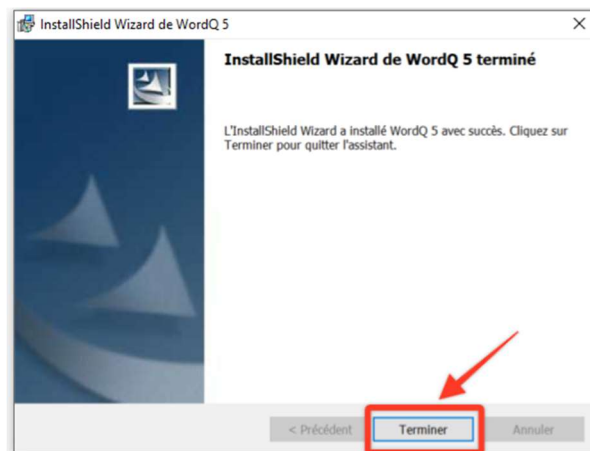 InstallShield Wizard de WordQ 5
InstallShield Wizard de WordQ 5 terminé
L'InstallShield Wizard a installé WordQ 5 avec succès. Cliquez sur
Terminer pour quitter l'assistant.
< Précédent
Terminer
Annuler